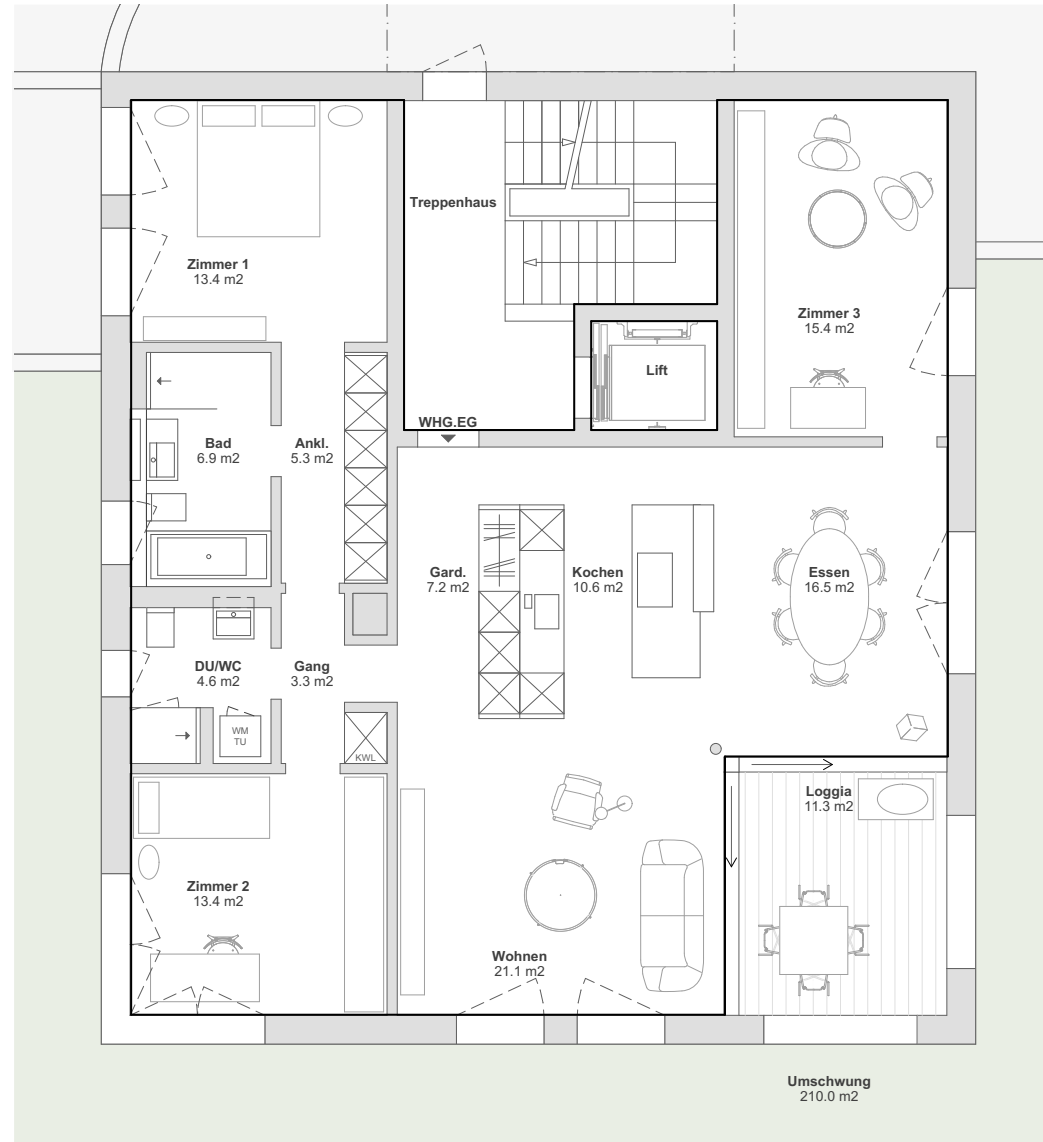 Treppenhaus
Zimmer 1
13.4 m2
Zimmer 3
15.4 m2
Lift
WHG.EG
Bad
6.9 m2
Ankl.
5.3 m2
Gard.
7.2 m2
Kochen
10.6 m2
Essen
16.5 m2
DU/WC
4.6 m2
Gang
3.3 m2
WM
TU
KWL
Loggia
11.3 m2
Zimmer 2
13.4 m2
Wohnen
21.1 m2
Umschwung
210.0 m2